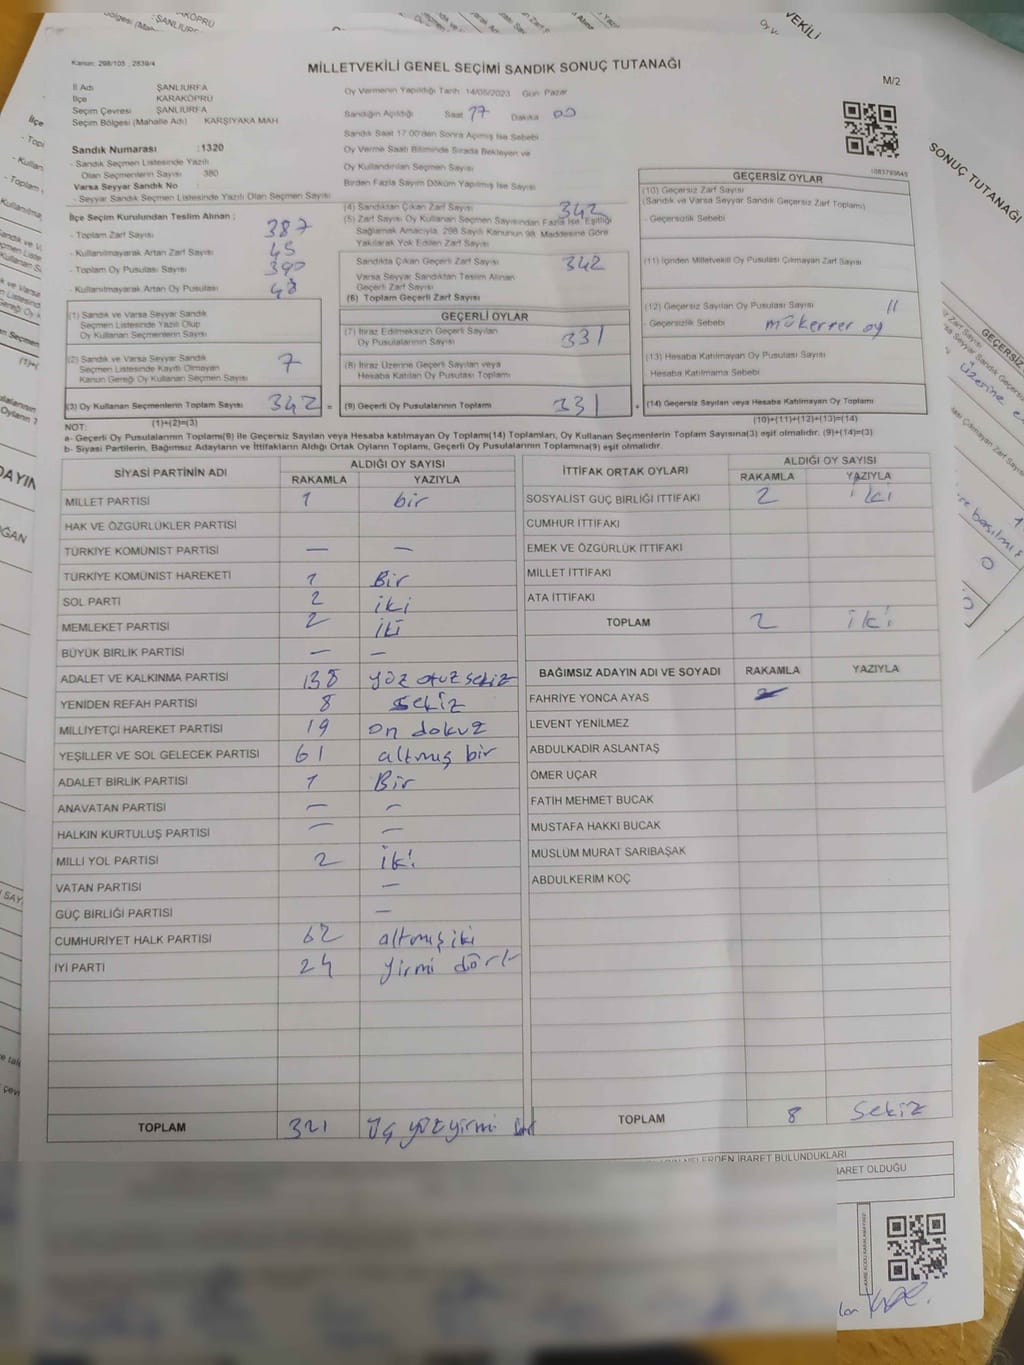 Kanun: 298/105 , 2839/4
MİLLETVEKİLİ GENEL SEÇİMİ SANDIK SONUÇ TUTANAĞI
M/2
İl Adı ŞANLIURFA
İlçe KARAKÖPRÜ
Seçim Çevresi ŞANLIURFA
Seçim Bölgesi (Mahalle Adı) KARŞIYAKA MAH
Sandık Numarası :1320
- Sandık Seçmen Listesinde Yazılı
Olan Seçmenlerin Sayısı 380
Varsa Seyyar Sandık No :
- Seyyar Sandık Seçmen Listesinde Yazılı Olan Seçmen Sayısı
İlçe Seçim Kurulundan Teslim Alınan ;
- Toplam Zarf Sayısı 387
- Kullanılmayarak Artan Zarf Sayısı 45
- Toplam Oy Pusulası Sayısı 390
- Kullanılmayarak Artan Oy Pusulası 48
(1) Sandık ve Varsa Seyyar Sandık
Seçmen Listesinde Yazılı Olup
Oy Kullanan Seçmenlerin Sayısı
(2) Sandık ve Varsa Seyyar Sandık
Seçmen Listesinde Kayıtlı Olmayan
Kanun Gereği Oy Kullanan Seçmen Sayısı 7
(3) Oy Kullanan Seçmenlerin Toplam Sayısı 342 =
(1)+(2)=(3)
Oy Vermenin Yapıldığı Tarih 14/05/2023 Gün Pazar
Sandığın Açıldığı Saat 17 Dakika 00
Sandık Saat 17.00'den Sonra Açılmış İse Sebebi
Oy Verme Saati Bitiminde Sırada Bekleyen ve
Oy Kullandırılan Seçmen Sayısı
Birden Fazla Sayım Döküm Yapılmış İse Sayısı
(4) Sandıktan Çıkan Zarf Sayısı 342
(5) Zarf Sayısı Oy Kullanan Seçmen Sayısından Fazla İse, Eşitliği
Sağlamak Amacıyla, 298 Sayılı Kanunun 98. Maddesine Göre
Yakılarak Yok Edilen Zarf Sayısı
Sandıkta Çıkan Geçerli Zarf Sayısı 342
Varsa Seyyar Sandıktan Teslim Alınan
Geçerli Zarf Sayısı
(6) Toplam Geçerli Zarf Sayısı
GEÇERLİ OYLAR
(7) İtiraz Edilmeksizin Geçerli Sayılan
Oy Pusulalarının Sayısı 331
(8) İtiraz Üzerine Geçerli Sayılan veya
Hesaba Katılan Oy Pusulası Toplamı
(9) Geçerli Oy Pusulalarının Toplamı 331 +
1083793645
GEÇERSİZ OYLAR
(10) Geçersiz Zarf Sayısı
(Sandık ve Varsa Seyyar Sandık Geçersiz Zarf Toplamı)
- Geçersizlik Sebebi
(11) İçinden Milletvekili Oy Pusulası Çıkmayan Zarf Sayısı
(12) Geçersiz Sayılan Oy Pusulası Sayısı 11
- Geçersizlik Sebebi mükerrer oy
(13) Hesaba Katılmayan Oy Pusulası Sayısı
Hesaba Katılmama Sebebi
(14) Geçersiz Sayılan veya Hesaba Katılmayan Oy Toplamı
(10)+(11)+(12)+(13)=(14)
NOT:
a- Geçerli Oy Pusulalarının Toplamı(9) ile Geçersiz Sayılan veya Hesaba katılmayan Oy Toplamı(14) Toplamları, Oy Kullanan Seçmenlerin Toplam Sayısına(3) eşit olmalıdır. (9)+(14)=(3)
b- Siyasi Partilerin, Bağımsız Adayların ve İttifakların Aldığı Ortak Oyların Toplamı, Geçerli Oy Pusulalarının Toplamına(9) eşit olmalıdır.
SİYASİ PARTİNİN ADI ALDIĞI OY SAYISI
RAKAMLA YAZIYLA
MİLLET PARTİSİ 1 bir
HAK VE ÖZGÜRLÜKLER PARTİSİ
TÜRKİYE KOMÜNİST PARTİSİ — —
TÜRKİYE KOMÜNİST HAREKETİ 1 Bir
SOL PARTİ 2 iki
MEMLEKET PARTİSİ 2 iki
BÜYÜK BİRLİK PARTİSİ — —
ADALET VE KALKINMA PARTİSİ 138 yüz otuz sekiz
YENİDEN REFAH PARTİSİ 8 sekiz
MİLLİYETÇİ HAREKET PARTİSİ 19 on dokuz
YEŞİLLER VE SOL GELECEK PARTİSİ 61 altmış bir
ADALET BİRLİK PARTİSİ 1 Bir
ANAVATAN PARTİSİ — —
HALKIN KURTULUŞ PARTİSİ — —
MİLLİ YOL PARTİSİ 2 iki
VATAN PARTİSİ —
GÜÇ BİRLİĞİ PARTİSİ —
CUMHURİYET HALK PARTİSİ 62 altmış iki
İYİ PARTİ 24 yirmi dört
TOPLAM 321 üç yüz yirmi
İTTİFAK ORTAK OYLARI ALDIĞI OY SAYISI
RAKAMLA YAZIYLA
SOSYALİST GÜÇ BİRLİĞİ İTTİFAKI 2 iki
CUMHUR İTTİFAKI
EMEK VE ÖZGÜRLÜK İTTİFAKI
MİLLET İTTİFAKI
ATA İTTİFAKI
TOPLAM 2 iki
BAĞIMSIZ ADAYIN ADI VE SOYADI RAKAMLA YAZIYLA
FAHRİYE YONCA AYAS
LEVENT YENİLMEZ
ABDULKADİR ASLANTAŞ
ÖMER UÇAR
FATİH MEHMET BUCAK
MUSTAFA HAKKI BUCAK
MÜSLÜM MURAT SARIBAŞAK
ABDULKERİM KOÇ
TOPLAM 8 sekiz
NELERDEN İBARET BULUNDUKLARI
İBARET OLDUĞU
SONUÇ TUTANAĞI
GEÇERSİZ
üzerine